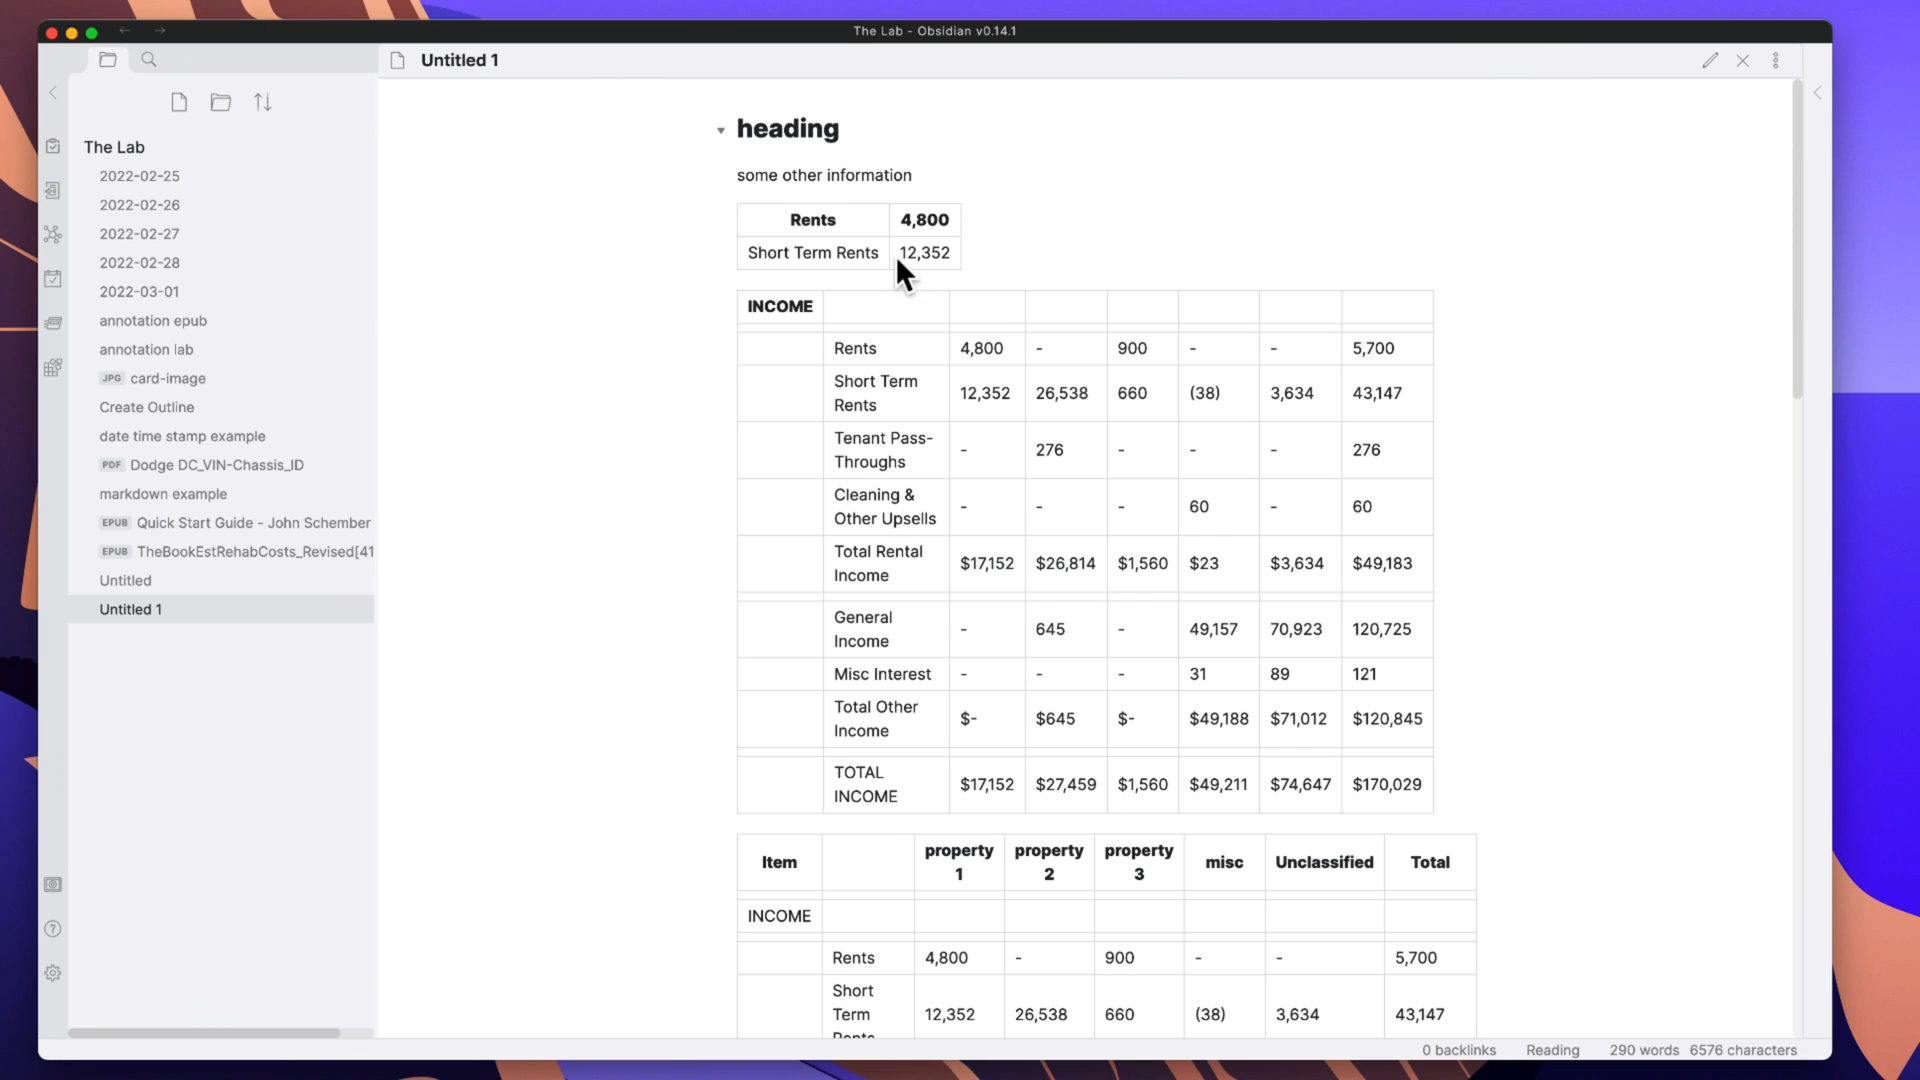 The Lab - Obsidian v0.14.1
Untitled 1
The Lab
2022-02-25
2022-02-26
2022-02-27
2022-02-28
2022-03-01
annotation epub
annotation lab
JPG card-image
Create Outline
date time stamp example
PDF Dodge DC_VIN-Chassis_ID
markdown example
EPUB Quick Start Guide - John Schember
EPUB TheBookEstRehabCosts_Revised[41
Untitled
Untitled 1
heading
some other information
Rents 4,800
Short Term Rents 12,352
INCOME
Rents 4,800 - 900 - - 5,700
Short Term
Rents 12,352 26,538 660 (38) 3,634 43,147
Tenant Pass-
Throughs - 276 - - - 276
Cleaning &
Other Upsells - - - 60 - 60
Total Rental
Income $17,152 $26,814 $1,560 $23 $3,634 $49,183
General
Income - 645 - 49,157 70,923 120,725
Misc Interest - - - 31 89 121
Total Other
Income $- $645 $- $49,188 $71,012 $120,845
TOTAL
INCOME $17,152 $27,459 $1,560 $49,211 $74,647 $170,029
Item property 1 property 2 property 3 misc Unclassified Total
INCOME
Rents 4,800 - 900 - - 5,700
Short
Term
Rents 12,352 26,538 660 (38) 3,634 43,147
0 backlinks Reading 290 words 6576 characters